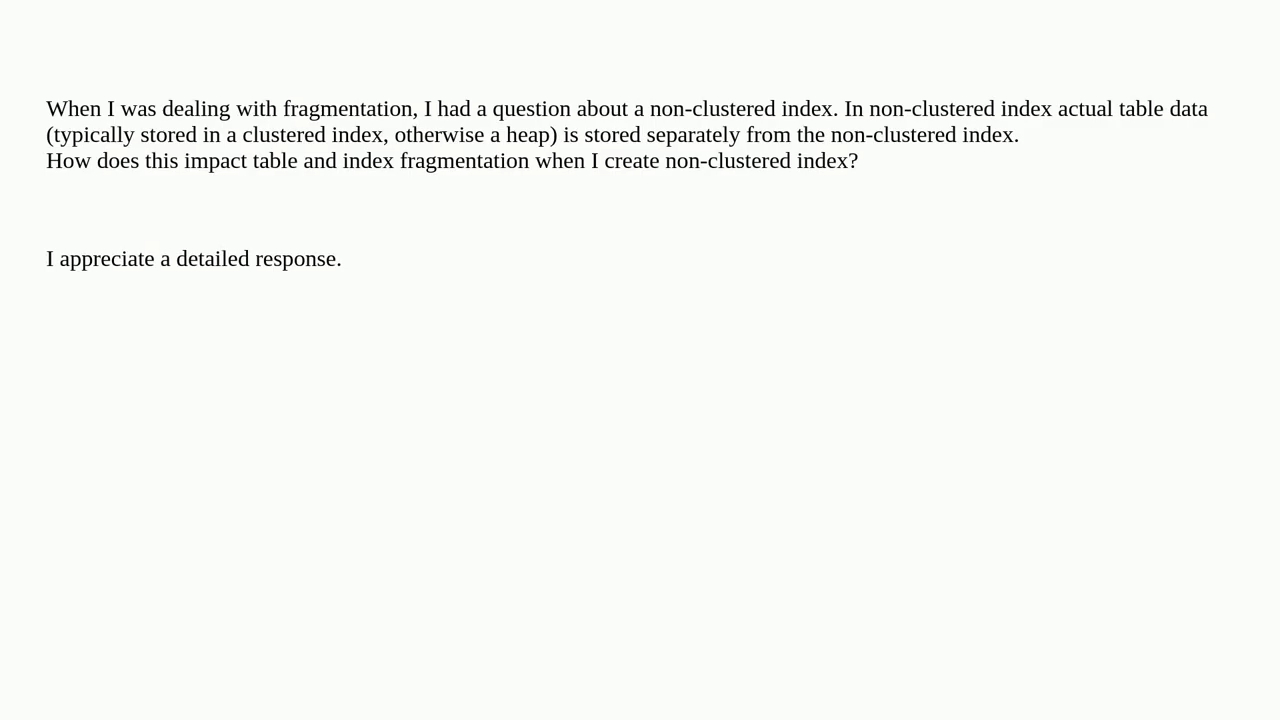 When I was dealing with fragmentation, I had a question about a non-clustered index. In non-clustered index actual table data
(typically stored in a clustered index, otherwise a heap) is stored separately from the non-clustered index.
How does this impact table and index fragmentation when I create non-clustered index?
I appreciate a detailed response.